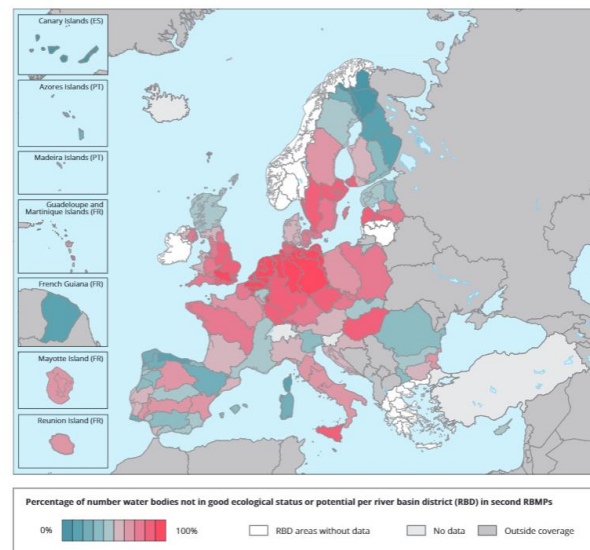 Canary Islands (ES)
Azores Islands (PT)
Madeira Islands (PT)
Guadeloupe and
Martinique Islands (FR)
French Guiana (FR)
Mayotte Island (FR)
Reunion Island (FR)
Percentage of number water bodies not in good ecological status or potential per river basin district (RBD) in second RBMPs
0% 100% RBD areas without data No data Outside coverage